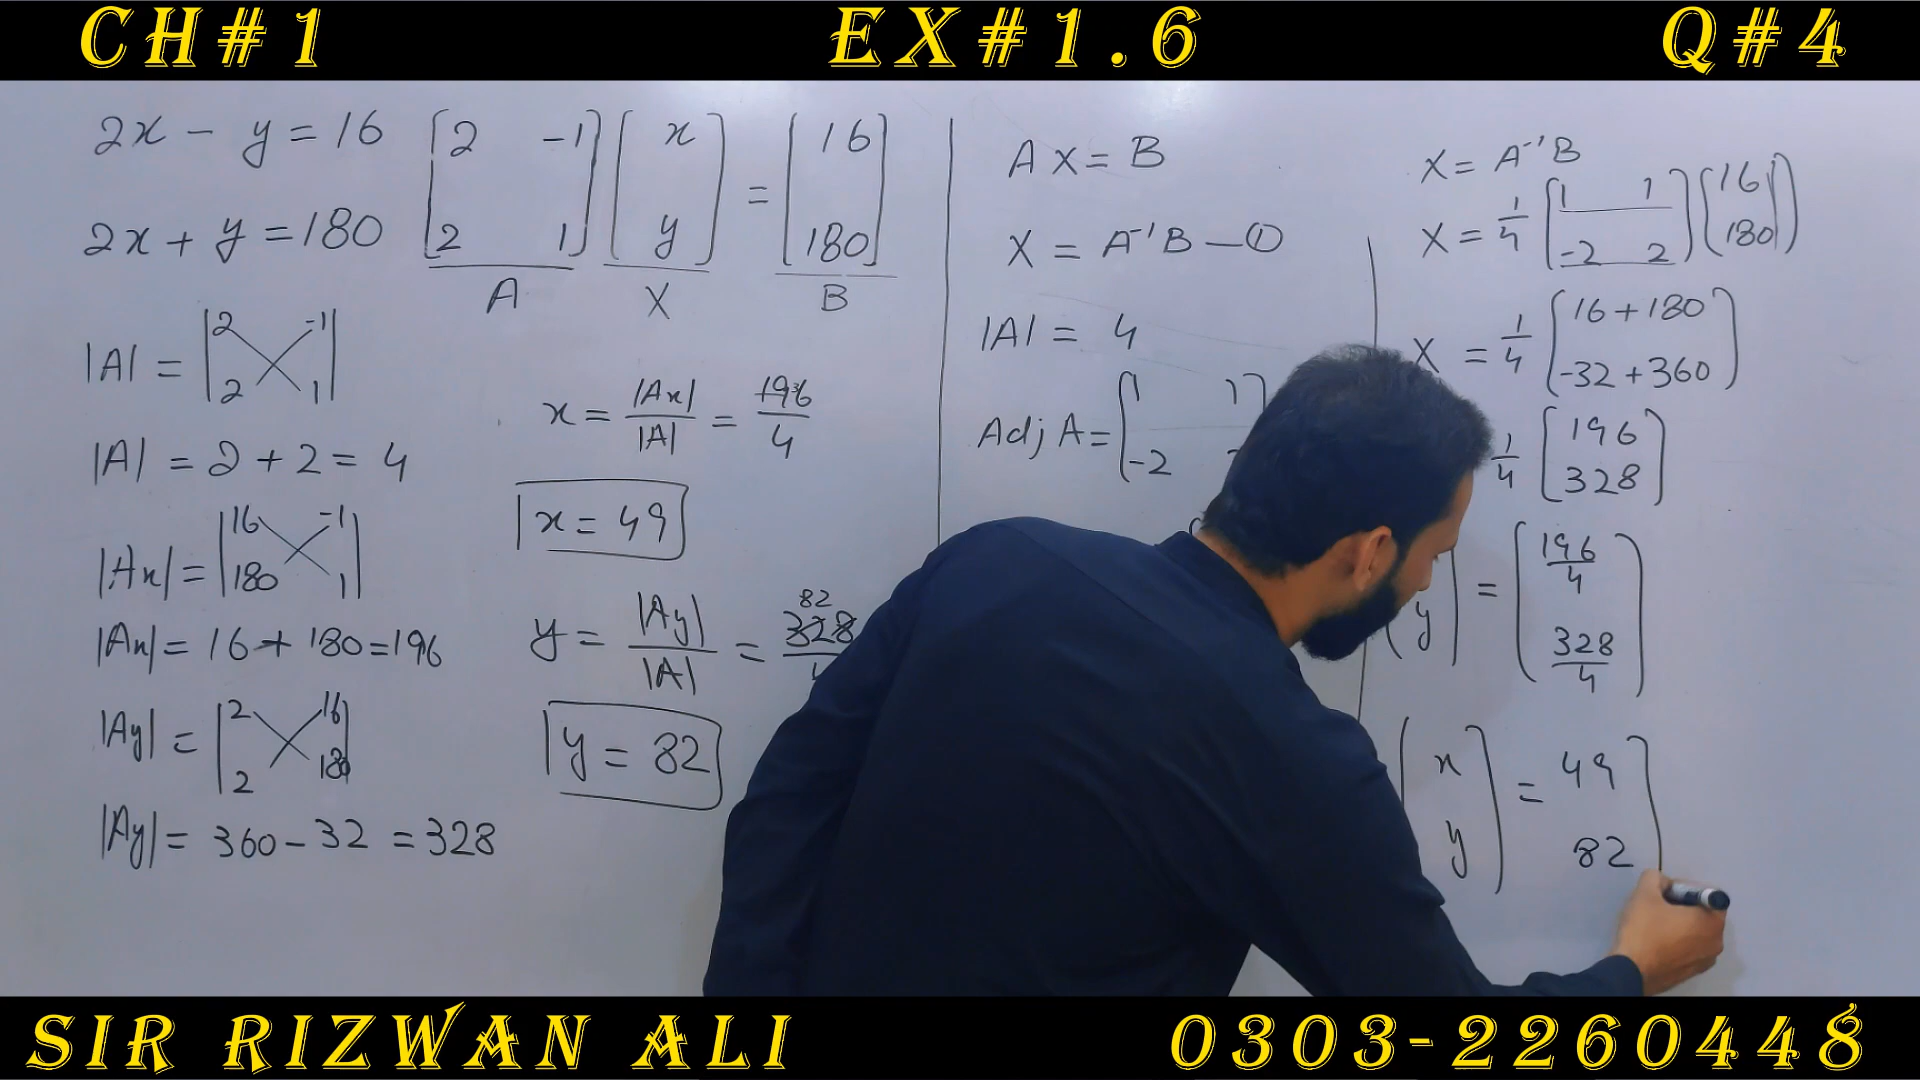 CH#1 EX#1.6 Q#4
2x - y = 16
2x + y = 180
[2 -1] [x] = [16]
[2 1] [y] [180]
A X B
|A| = |2 -1|
|2 1|
|A| = 2 + 2 = 4
|Ax| = |16 -1|
|180 1|
|Ax| = 16 + 180 = 196
|Ay| = |2 16|
|2 180|
|Ay| = 360 - 32 = 328
x = |Ax| / |A| = 196 / 4
x = 49
82
y = |Ay| / |A| = 328
y = 82
AX = B
X = A⁻¹B — ①
|A| = 4
Adj A = [1 1]
[-2
X = A⁻¹B
X = 1/4 [1 1] [16]
[-2 2] [180]
X = 1/4 [16 + 180]
[-32 + 360]
1/4 [196]
[328]
y] = [196/4]
[328/4]
[x] = 49]
[y] 82]
SIR RIZWAN ALI 0303-2260448